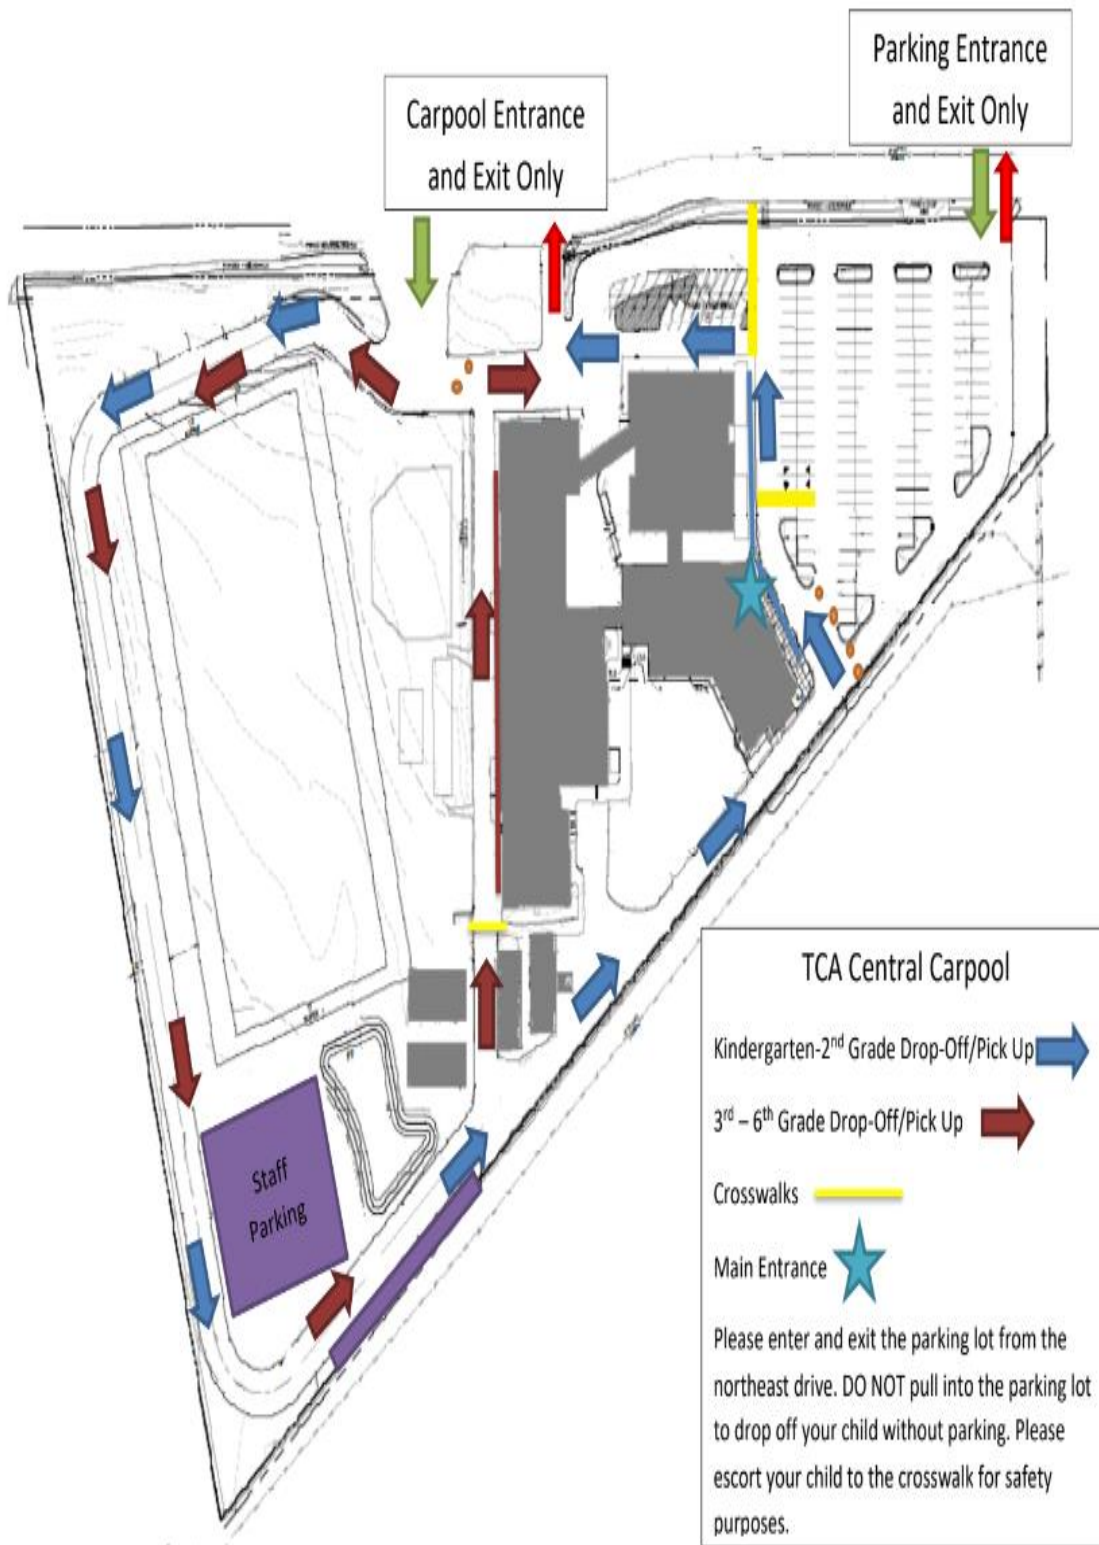 Parking Entrance
and Exit Only
Carpool Entrance
and Exit Only
Staff
Parking
TCA Central Carpool
Kindergarten-2nd Grade Drop-Off/Pick Up
3rd – 6th Grade Drop-Off/Pick Up
Crosswalks
Main Entrance
Please enter and exit the parking lot from the
northeast drive. DO NOT pull into the parking lot
to drop off your child without parking. Please
escort your child to the crosswalk for safety
purposes.